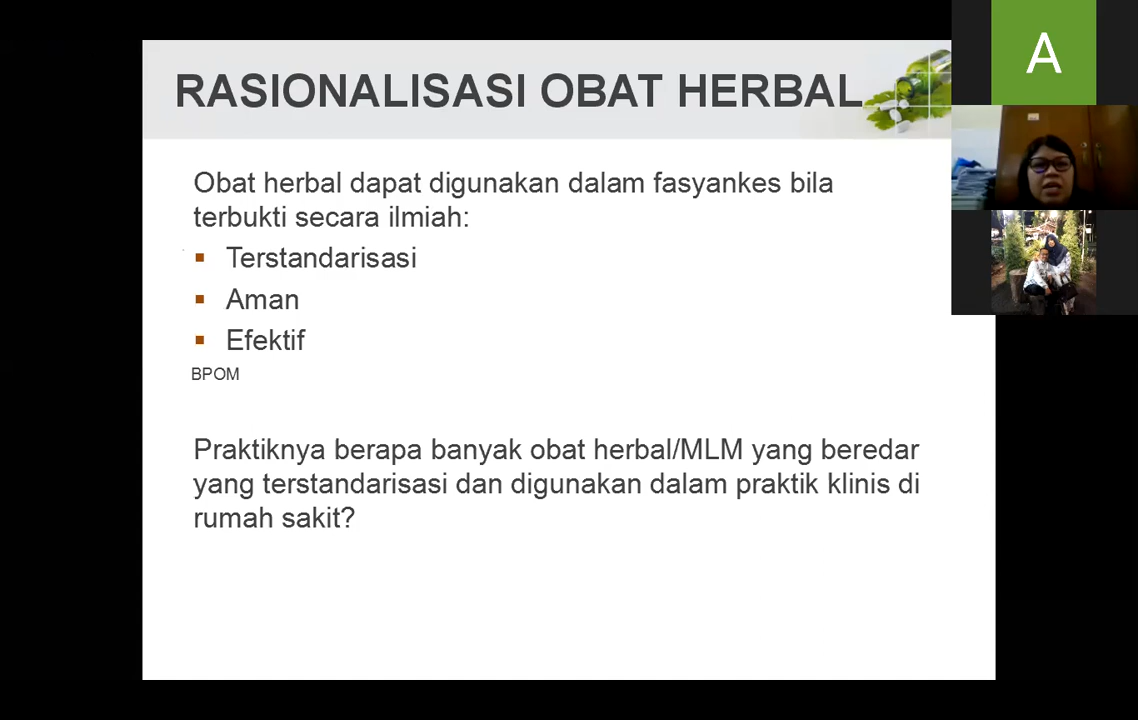 RASIONALISASI OBAT HERBAL
A
Obat herbal dapat digunakan dalam fasyankes bila
terbukti secara ilmiah:
Terstandarisasi
Aman
Efektif
BPOM
Praktiknya berapa banyak obat herbal/MLM yang beredar
yang terstandarisasi dan digunakan dalam praktik klinis di
rumah sakit?